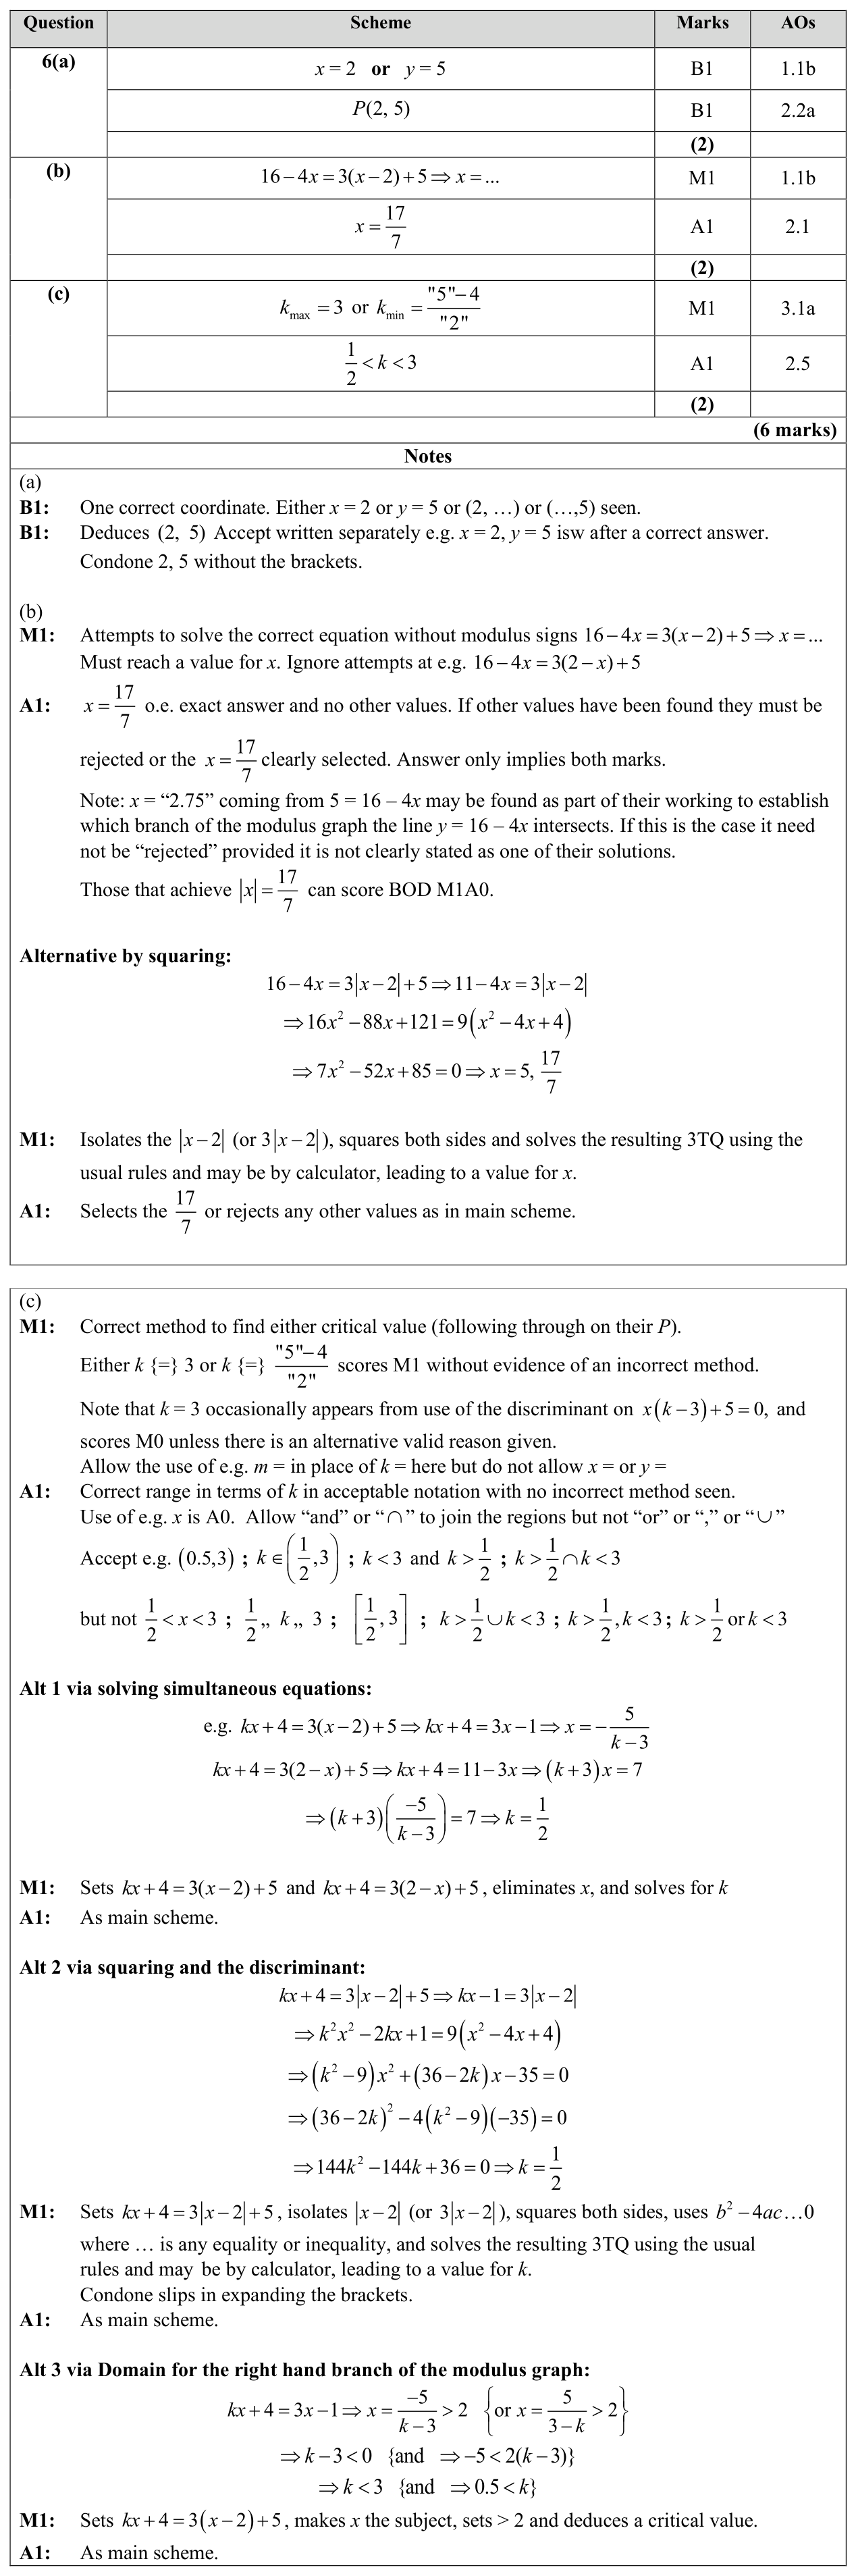 Question Scheme Marks AOs
6(a) x = 2 or y = 5 B1 1.1b
P(2, 5) B1 2.2a
(2)
(b) 16 − 4x = 3(x − 2) + 5 ⇒ x = ... M1 1.1b
x = 17/7 A1 2.1
(2)
(c) k_max = 3 or k_min = ("5" − 4)/"2" M1 3.1a
1/2 < k < 3 A1 2.5
(2)
(6 marks)
Notes
(a)
B1: One correct coordinate. Either x = 2 or y = 5 or (2, …) or (…,5) seen.
B1: Deduces (2, 5) Accept written separately e.g. x = 2, y = 5 isw after a correct answer.
Condone 2, 5 without the brackets.
(b)
M1: Attempts to solve the correct equation without modulus signs 16 − 4x = 3(x − 2) + 5 ⇒ x = ...
Must reach a value for x. Ignore attempts at e.g. 16 − 4x = 3(2 − x) + 5
A1: x = 17/7 o.e. exact answer and no other values. If other values have been found they must be
rejected or the x = 17/7 clearly selected. Answer only implies both marks.
Note: x = “2.75” coming from 5 = 16 – 4x may be found as part of their working to establish
which branch of the modulus graph the line y = 16 – 4x intersects. If this is the case it need
not be “rejected” provided it is not clearly stated as one of their solutions.
Those that achieve |x| = 17/7 can score BOD M1A0.
Alternative by squaring:
16 − 4x = 3|x − 2| + 5 ⇒ 11 − 4x = 3|x − 2|
⇒ 16x² − 88x + 121 = 9(x² − 4x + 4)
⇒ 7x² − 52x + 85 = 0 ⇒ x = 5, 17/7
M1: Isolates the |x − 2| (or 3|x − 2|), squares both sides and solves the resulting 3TQ using the
usual rules and may be by calculator, leading to a value for x.
A1: Selects the 17/7 or rejects any other values as in main scheme.
(c)
M1: Correct method to find either critical value (following through on their P).
Either k {=} 3 or k {=} ("5" − 4)/"2" scores M1 without evidence of an incorrect method.
Note that k = 3 occasionally appears from use of the discriminant on x(k − 3) + 5 = 0, and
scores M0 unless there is an alternative valid reason given.
Allow the use of e.g. m = in place of k = here but do not allow x = or y =
A1: Correct range in terms of k in acceptable notation with no incorrect method seen.
Use of e.g. x is A0. Allow “and” or “∩” to join the regions but not “or” or “,” or “∪”
Accept e.g. (0.5,3) ; k ∈ (1/2, 3) ; k < 3 and k > 1/2 ; k > 1/2 ∩ k < 3
but not 1/2 < x < 3 ; 1/2 ,, k ,, 3 ; [1/2, 3] ; k > 1/2 ∪ k < 3 ; k > 1/2, k < 3 ; k > 1/2 or k < 3
Alt 1 via solving simultaneous equations:
e.g. kx + 4 = 3(x − 2) + 5 ⇒ kx + 4 = 3x − 1 ⇒ x = − 5/(k − 3)
kx + 4 = 3(2 − x) + 5 ⇒ kx + 4 = 11 − 3x ⇒ (k + 3)x = 7
⇒ (k + 3)(−5/(k − 3)) = 7 ⇒ k = 1/2
M1: Sets kx + 4 = 3(x − 2) + 5 and kx + 4 = 3(2 − x) + 5, eliminates x, and solves for k
A1: As main scheme.
Alt 2 via squaring and the discriminant:
kx + 4 = 3|x − 2| + 5 ⇒ kx − 1 = 3|x − 2|
⇒ k²x² − 2kx + 1 = 9(x² − 4x + 4)
⇒ (k² − 9)x² + (36 − 2k)x − 35 = 0
⇒ (36 − 2k)² − 4(k² − 9)(−35) = 0
⇒ 144k² − 144k + 36 = 0 ⇒ k = 1/2
M1: Sets kx + 4 = 3|x − 2| + 5, isolates |x − 2| (or 3|x − 2|), squares both sides, uses b² − 4ac…0
where … is any equality or inequality, and solves the resulting 3TQ using the usual
rules and may be by calculator, leading to a value for k.
Condone slips in expanding the brackets.
A1: As main scheme.
Alt 3 via Domain for the right hand branch of the modulus graph:
kx + 4 = 3x − 1 ⇒ x = −5/(k − 3) > 2 {or x = 5/(3 − k) > 2}
⇒ k − 3 < 0 {and ⇒ −5 < 2(k − 3)}
⇒ k < 3 {and ⇒ 0.5 < k}
M1: Sets kx + 4 = 3(x − 2) + 5, makes x the subject, sets > 2 and deduces a critical value.
A1: As main scheme.